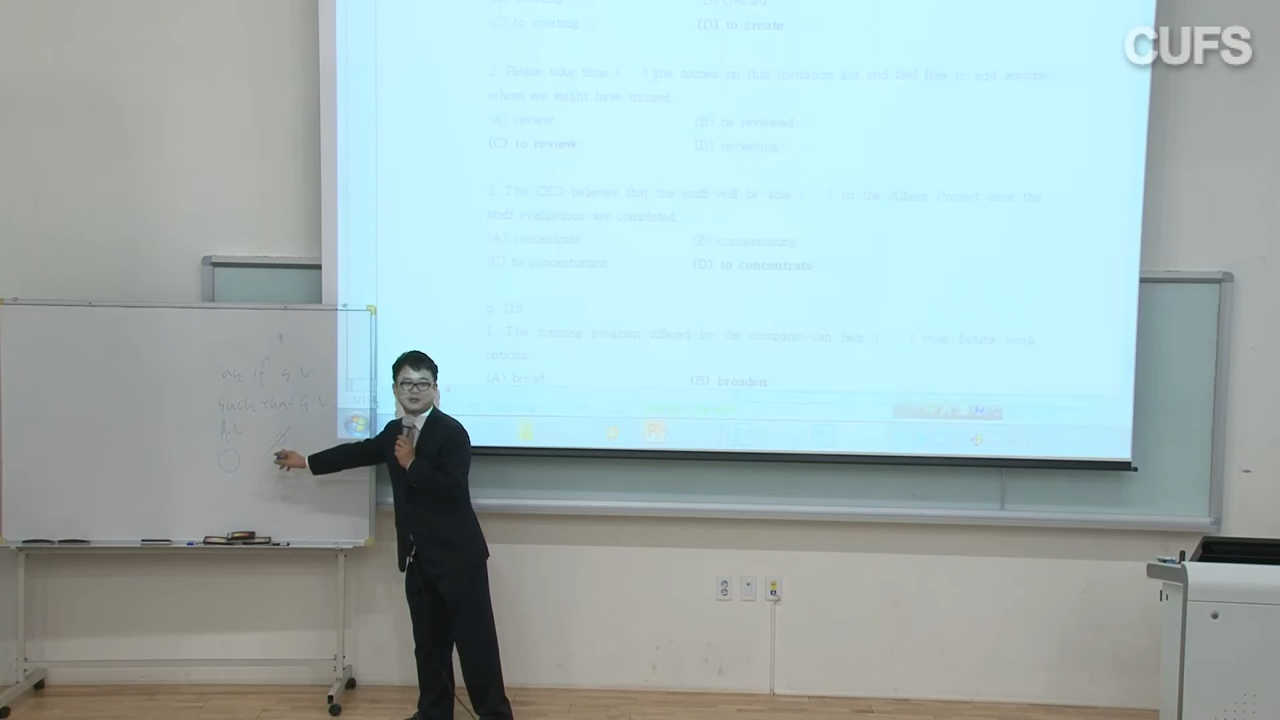 CUFS
(C) to creating (D) to create
2. Please take time ( ) the names on this invitation list and feel free to add anyone
whom we might have missed.
(A) review (B) be reviewed
(C) to review (D) reviewing
The CEO believes that the staff will be able ( ) on the Albers Project once the
staff evaluations are completed.
(A) concentrate (B) concentrating
(C) to concentration (D) to concentrate
p. 118
1. The training program offered by the company can help ( ) your future work
options.
(A) broad (B) broaden
as if s v
such that s v